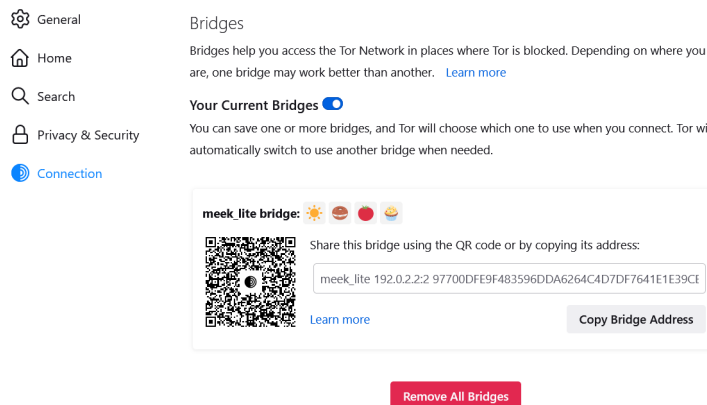 General
Home
Search
Privacy & Security
Connection
Bridges
Bridges help you access the Tor Network in places where Tor is blocked. Depending on where you
are, one bridge may work better than another. Learn more
Your Current Bridges
You can save one or more bridges, and Tor will choose which one to use when you connect. Tor wi
automatically switch to use another bridge when needed.
meek_lite bridge:
Share this bridge using the QR code or by copying its address:
meek_lite 192.0.2.2:2 97700DFE9F483596DDA6264C4D7DF7641E1E39CE
Learn more
Copy Bridge Address
Remove All Bridges